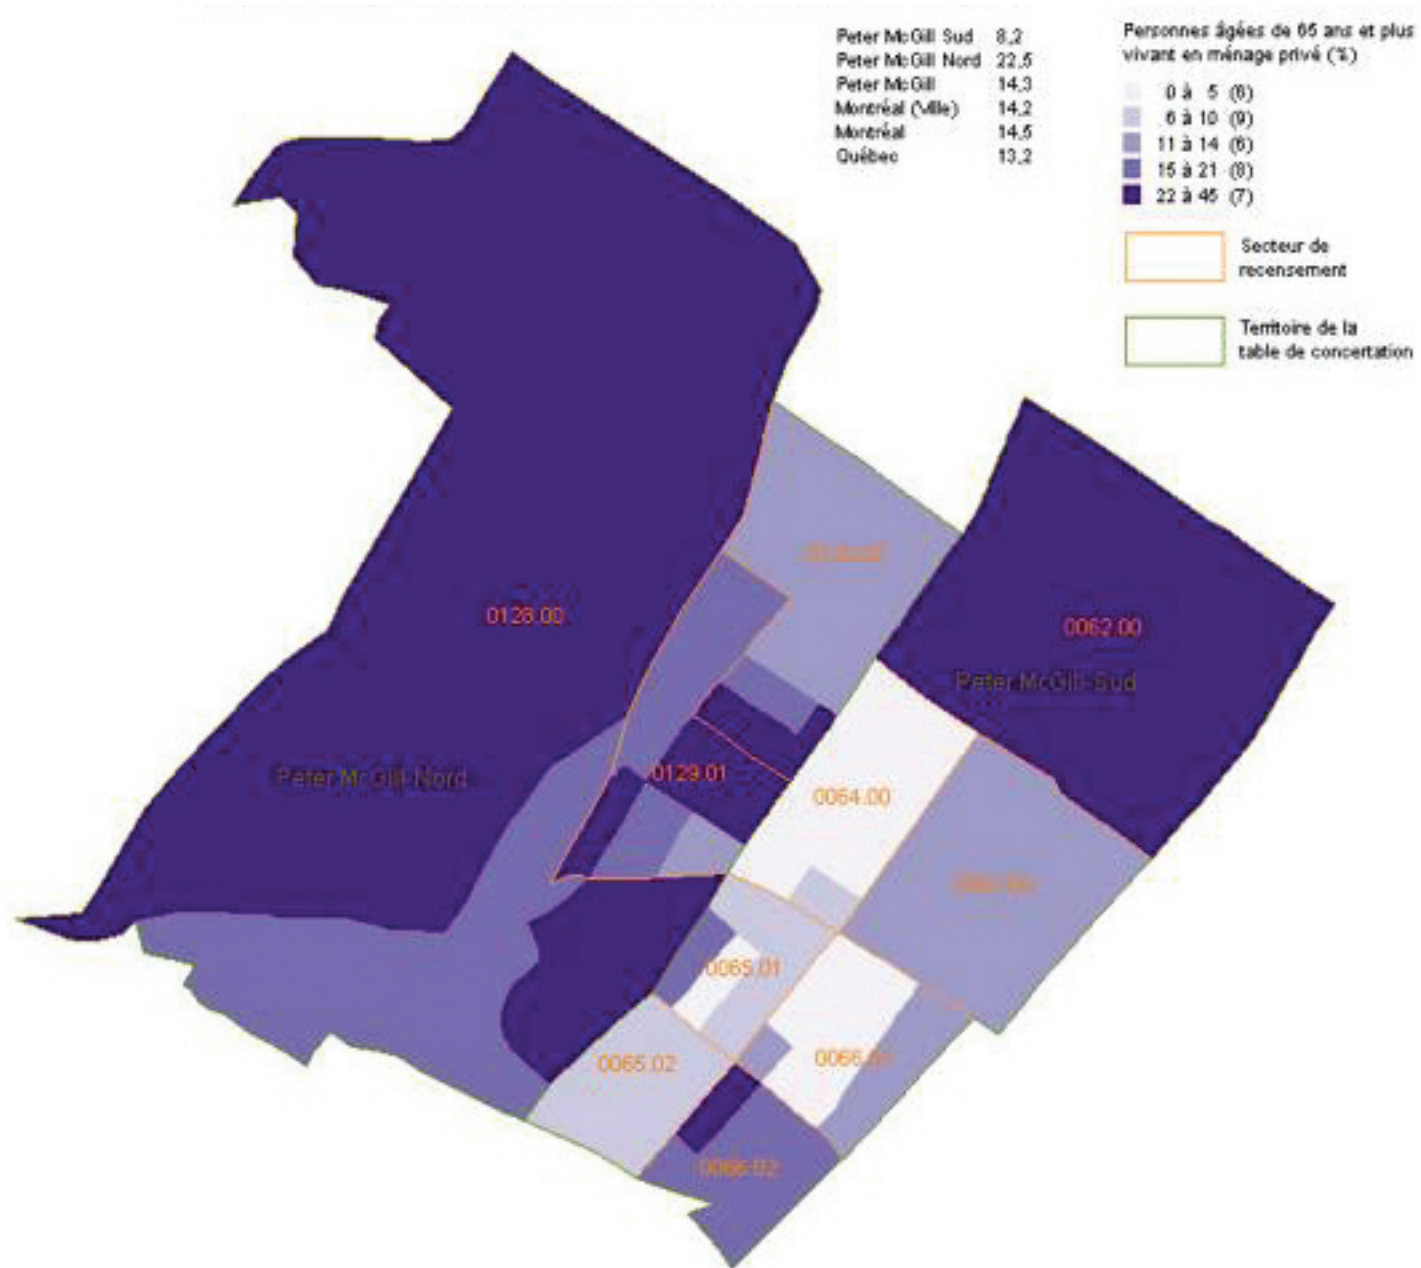 Peter McGill Sud 8,2
Peter McGill Nord 22,5
Peter McGill 14,3
Montréal (Ville) 14,2
Montréal 14,5
Québec 13,2
Personnes âgées de 65 ans et plus
vivant en ménage privé (%)
0 à 5 (6)
6 à 10 (9)
11 à 14 (6)
15 à 21 (8)
22 à 45 (7)
Secteur de
recensement
Territoire de la
table de concertation
0128.00
0062.00
Peter McGill-Sud
Peter McGill-Nord
0129.01
0064.00
0065.01
0065.02
0066.02